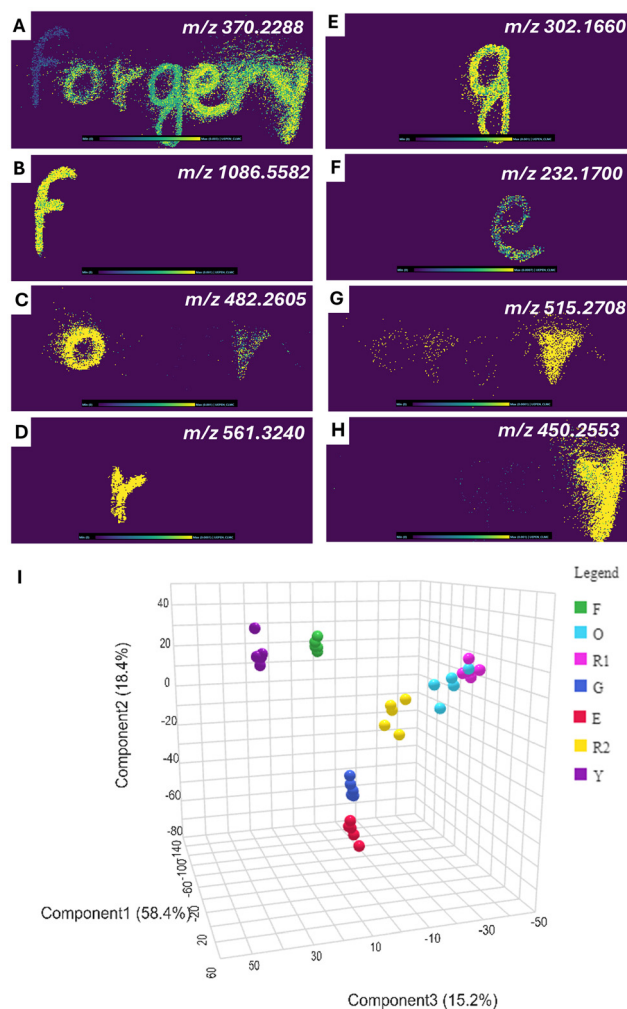 A
m/z 370.2288
forgery
B
m/z 1086.5582
f
C
m/z 482.2605
o
r
D
m/z 561.3240
r
E
m/z 302.1660
g
F
m/z 232.1700
e
G
m/z 515.2708
r
H
m/z 450.2553
y
I
Legend
F
O
R1
G
E
R2
Y
Component2 (18.4%)
40
20
0
-20
-40
-60
-80
Component1 (58.4%)
-140
-100
-60
-20
20
60
50
30
10
-10
-30
-50
Component3 (15.2%)